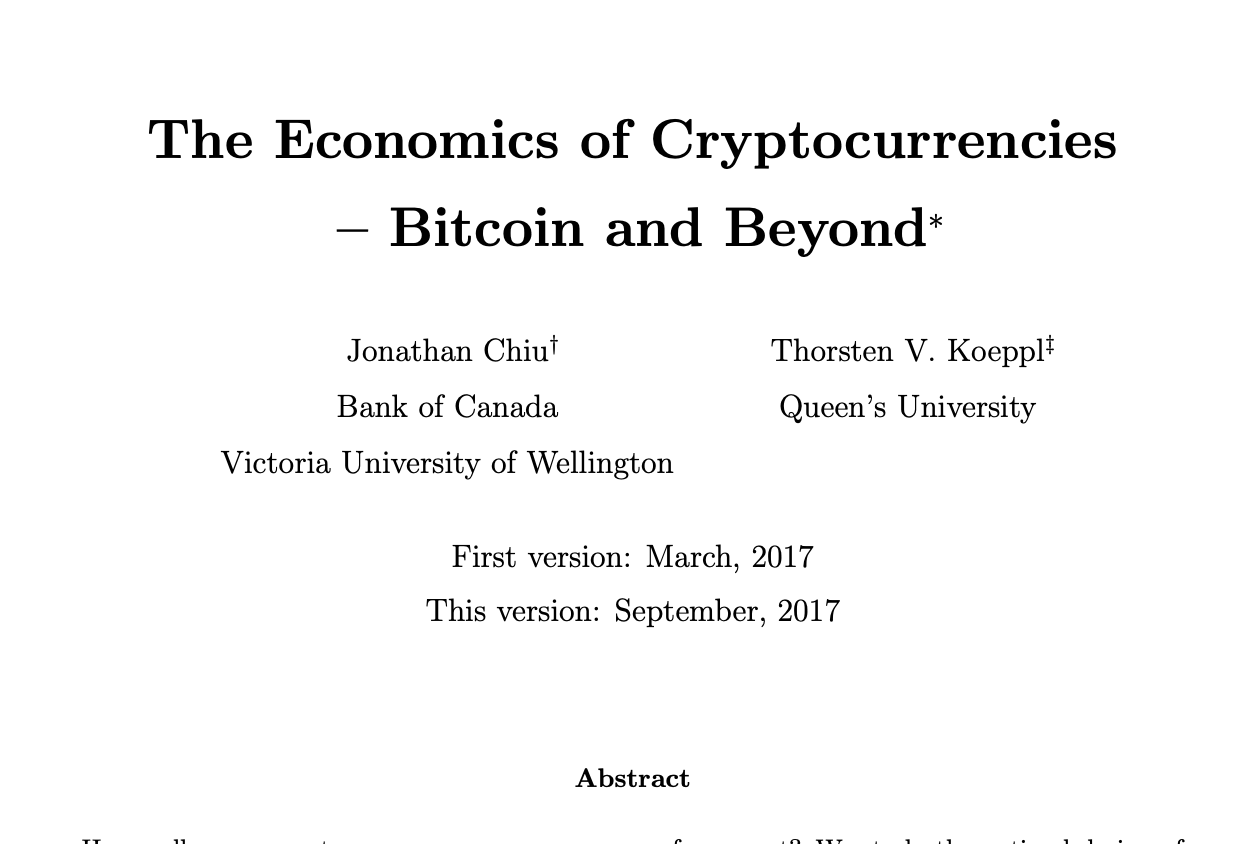 The Economics of Cryptocurrencies
– Bitcoin and Beyond*
Jonathan Chiu† Thorsten V. Koeppl‡
Bank of Canada Queen’s University
Victoria University of Wellington
First version: March, 2017
This version: September, 2017
Abstract